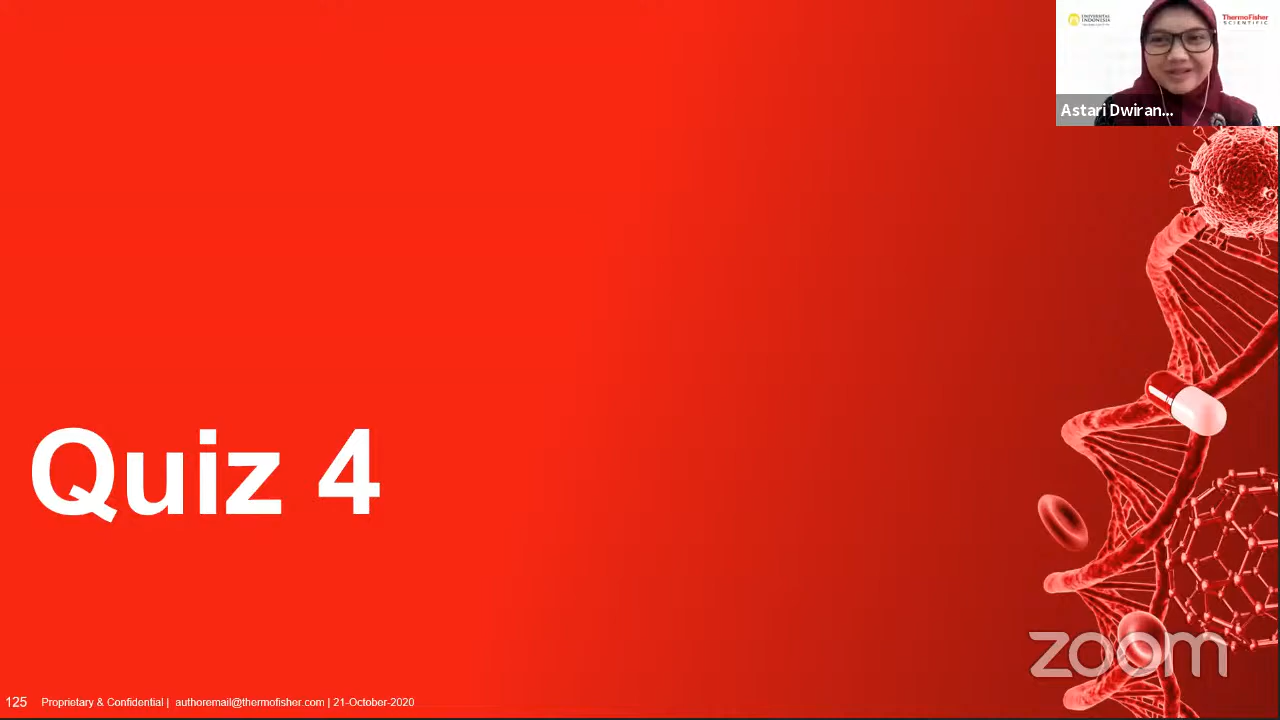 UNIVERSITAS
INDONESIA
ThermoFisher
SCIENTIFIC
Astari Dwiran...
Quiz 4
zoom
125 Proprietary & Confidential | authoremail@thermofisher.com | 21-October-2020